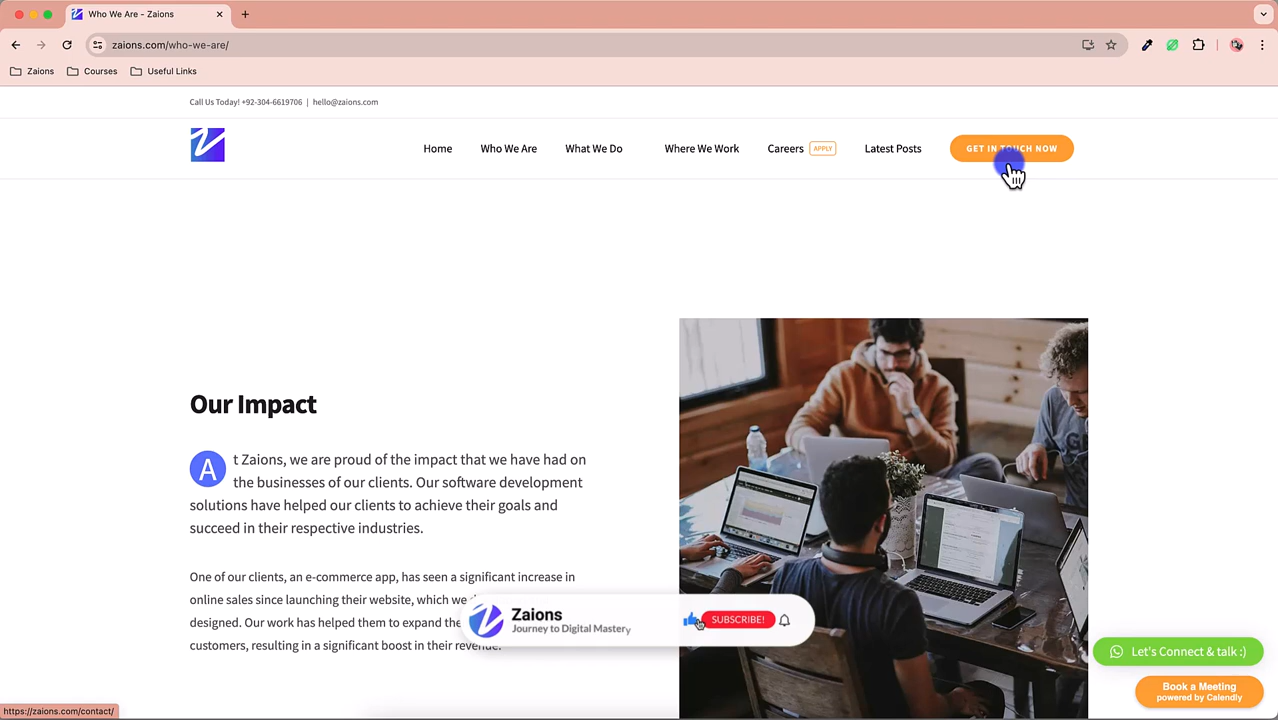 Who We Are - Zaions
zaions.com/who-we-are/
Zaions
Courses
Useful Links
Call Us Today! +92-304-6619706 | hello@zaions.com
Home
Who We Are
What We Do
Where We Work
Careers
APPLY
Latest Posts
GET IN TOUCH NOW
Our Impact
At Zaions, we are proud of the impact that we have had on
the businesses of our clients. Our software development
solutions have helped our clients to achieve their goals and
succeed in their respective industries.
One of our clients, an e-commerce app, has seen a significant increase in
online sales since launching their website, which we
designed. Our work has helped them to expand
customers, resulting in a significant boost in their revenue.
Zaions
Journey to Digital Mastery
SUBSCRIBE!
Let's Connect & talk :)
Book a Meeting
powered by Calendly
https://zaions.com/contact/